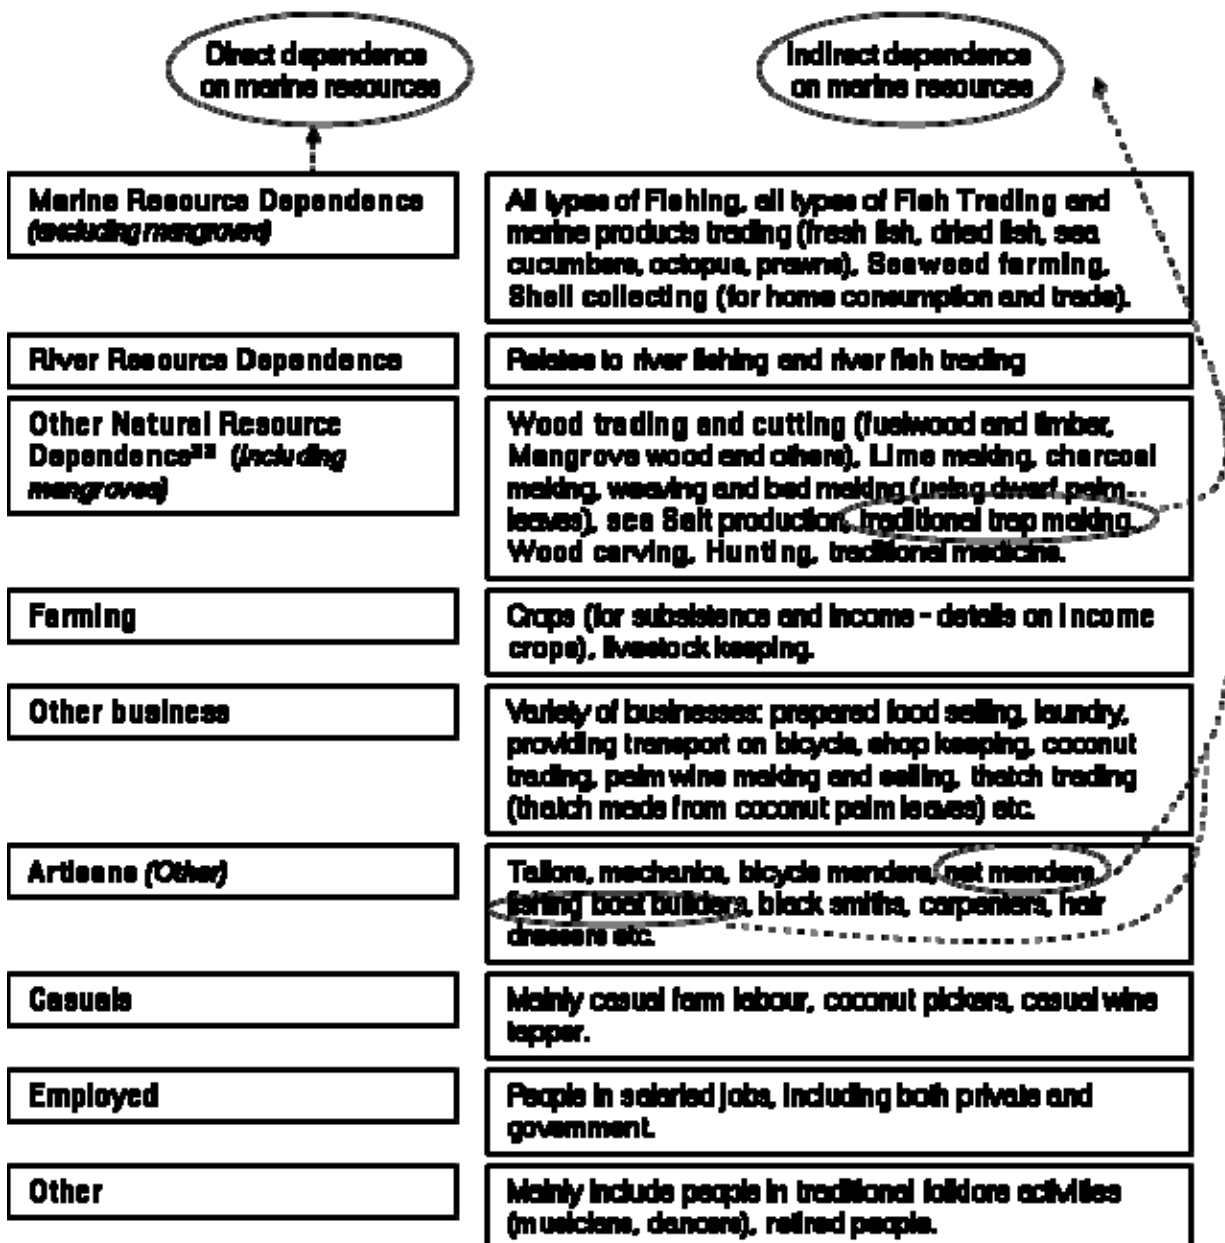 Direct dependence
on marine resources
Indirect dependence
on marine resources
Marine Resource Dependence
(excluding mangroves)
All types of Fishing, all types of Fish Trading and
marine products trading (fresh fish, dried fish, sea
cucumbers, octopus, prawns), Seaweed farming,
Shell collecting (for home consumption and trade).
River Resource Dependence
Relates to river fishing and river fish trading
Other Natural Resource
Dependence (including
mangroves)
Wood trading and cutting (fuelwood and timber,
Mangrove wood and others), Lime making, charcoal
making, weaving and bed making (using dwarf palm
leaves), sea Salt production, traditional trap making,
Wood carving, Hunting, traditional medicine.
Farming
Crops (for subsistence and income - details on income
crops), livestock keeping.
Other business
Variety of businesses: prepared food selling, laundry,
providing transport on bicycle, shop keeping, coconut
trading, palm wine making and selling, thatch trading
(thatch made from coconut palm leaves) etc.
Artisans (Other)
Tailors, mechanics, bicycle menders, net menders,
fishing boat builders, black smiths, carpenters, hair
dressers etc.
Casuals
Mainly casual farm labour, coconut pickers, casual wine
tapper.
Employed
People in salaried jobs, including both private and
government.
Other
Mainly include people in traditional folklore activities
(musicians, dancers), retired people.